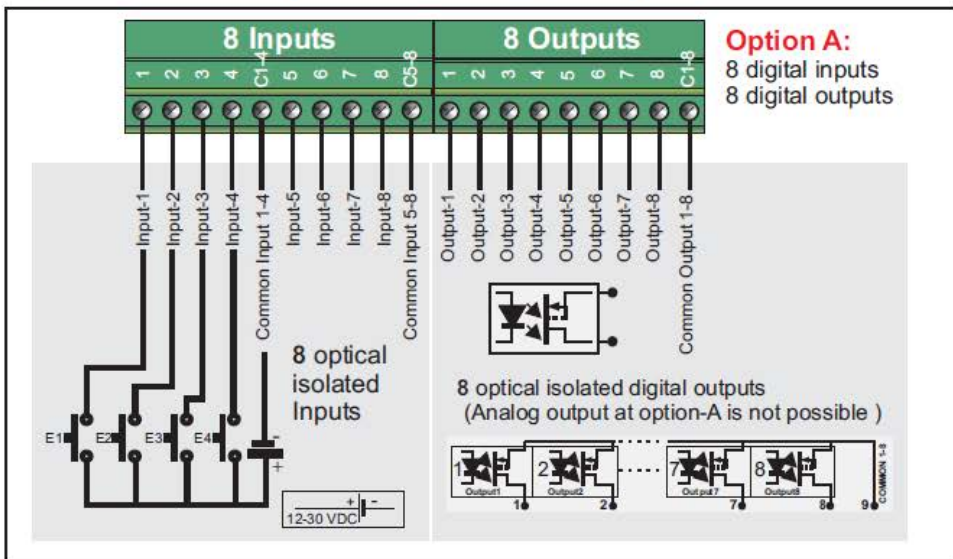 8 Inputs
8 Outputs
Option A:
8 digital inputs
8 digital outputs
1 2 3 4 C1-4 5 6 7 8 C5-8
1 2 3 4 5 6 7 8 C1-8
Input-1
Input-2
Input-3
Input-4
Common Input 1-4
Input-5
Input-6
Input-7
Input-8
Common Input 5-8
Output-1
Output-2
Output-3
Output-4
Output-5
Output-6
Output-7
Output-8
Common Output 1-8
8 optical
isolated
Inputs
E1 E2 E3 E4
-
+
+ -
12-30 VDC
8 optical isolated digital outputs
(Analog output at option-A is not possible )
1 2 7 8
Output1 Output2 Output7 Output8
COMMON 1-8
1 2 7 8 9